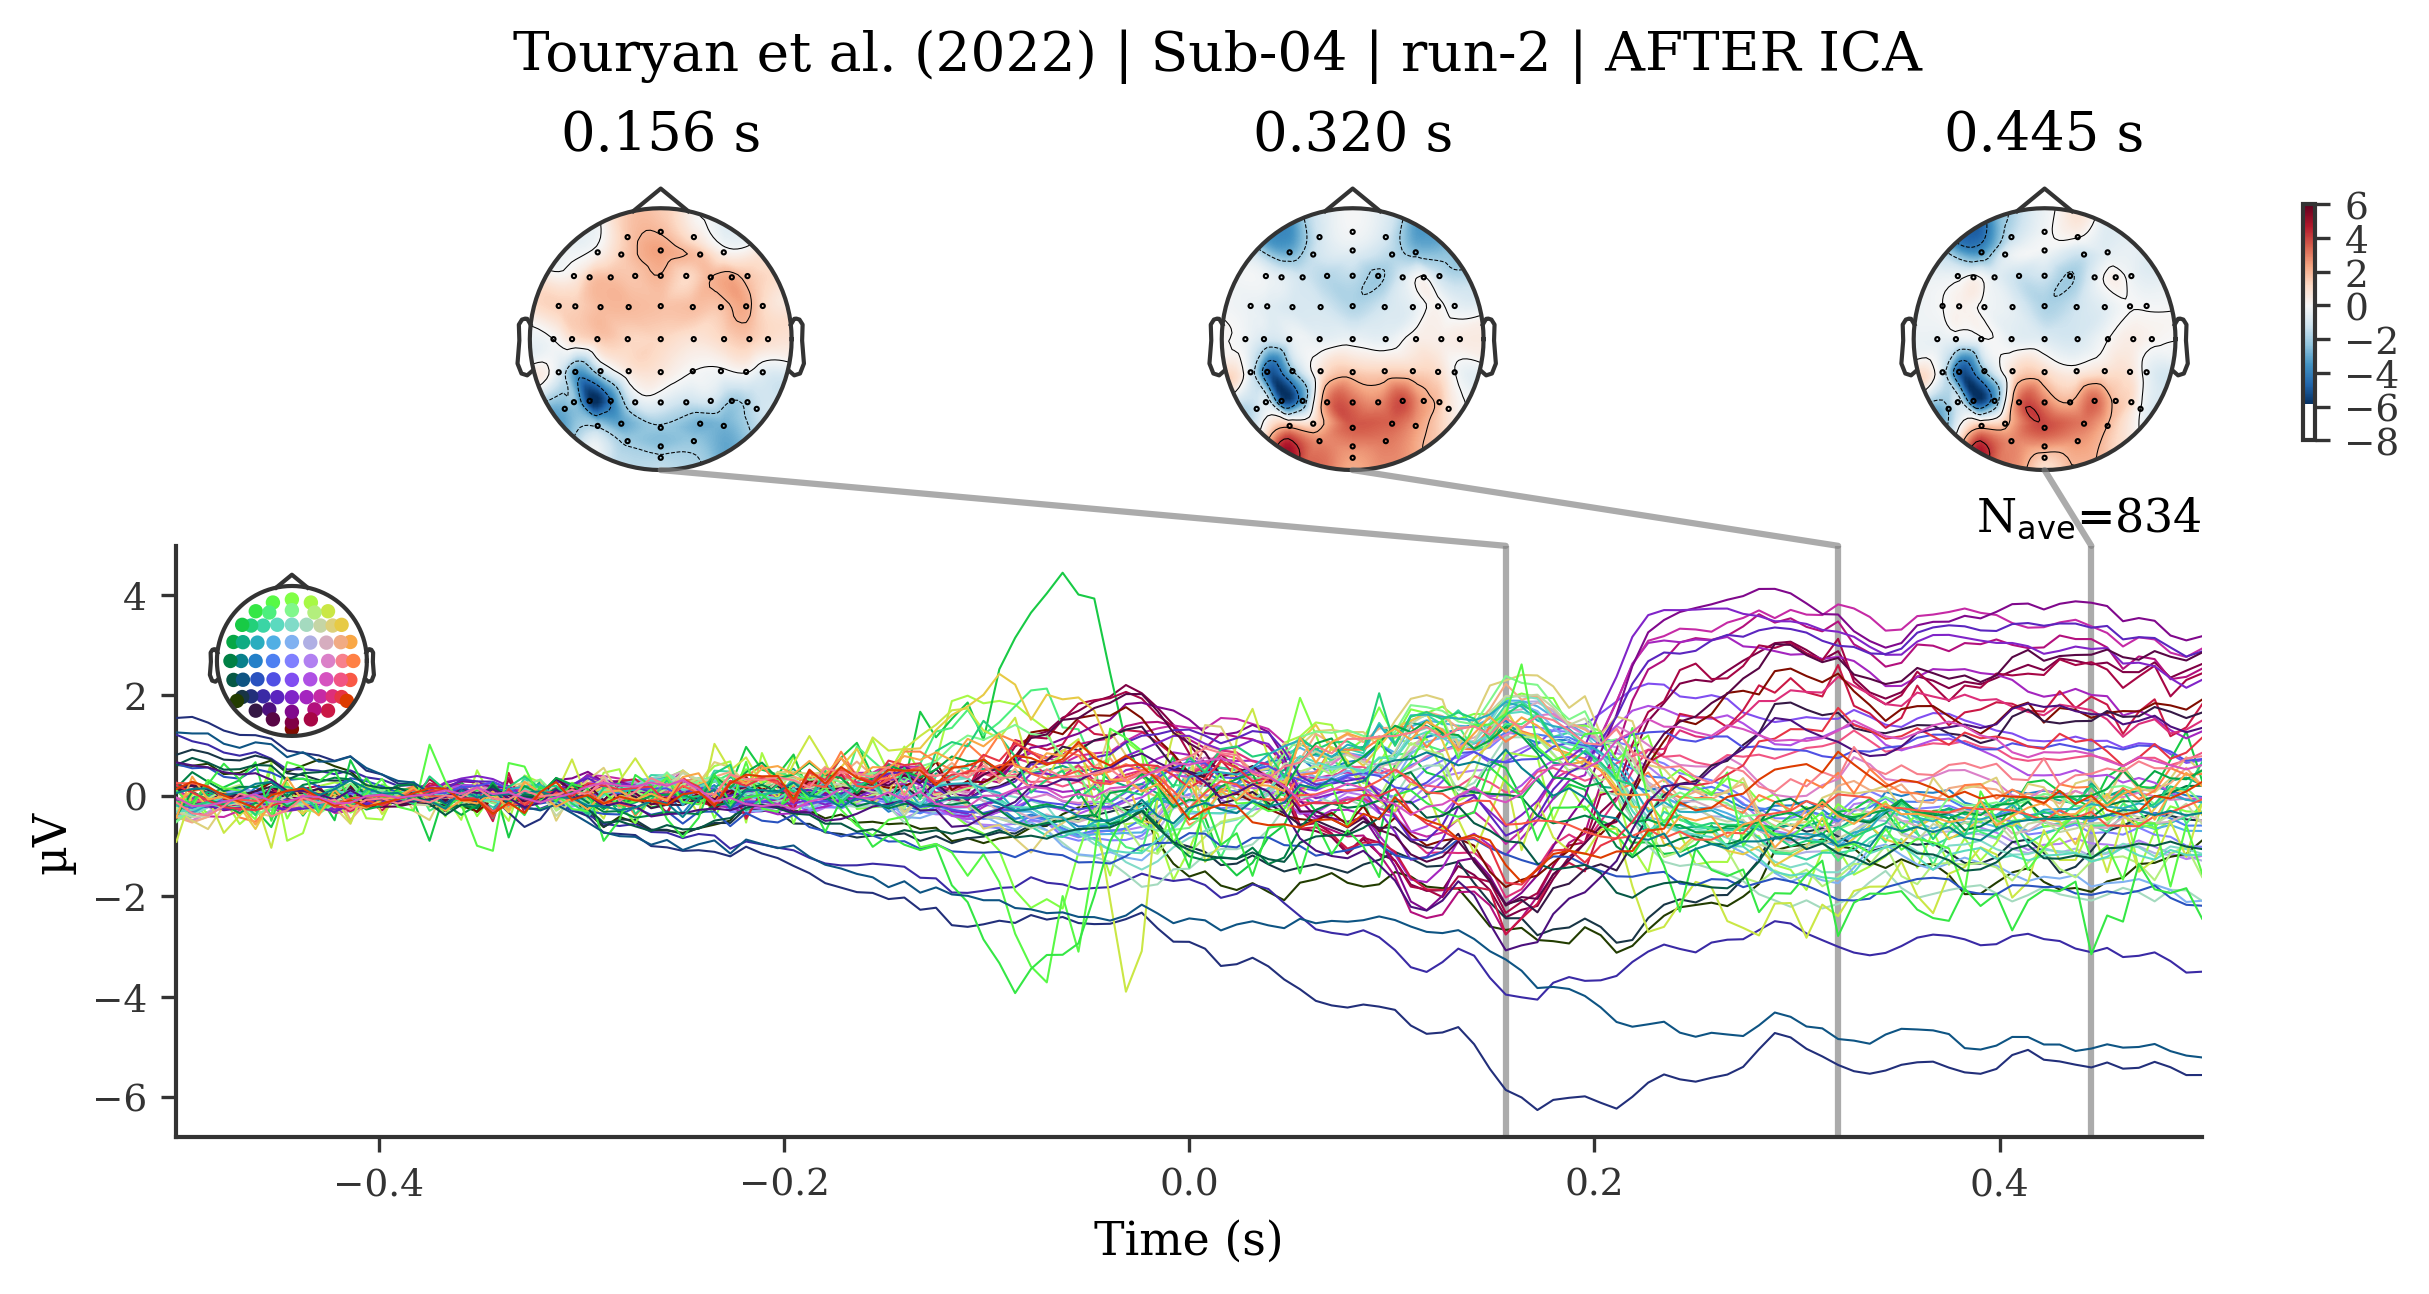 Touryan et al. (2022) | Sub-04 | run-2 | AFTER ICA
0.156 s
0.320 s
0.445 s
6
4
2
0
−2
−4
−6
−8
Nave=834
4
2
0
−2
−4
−6
µV
−0.4
−0.2
0.0
0.2
0.4
Time (s)